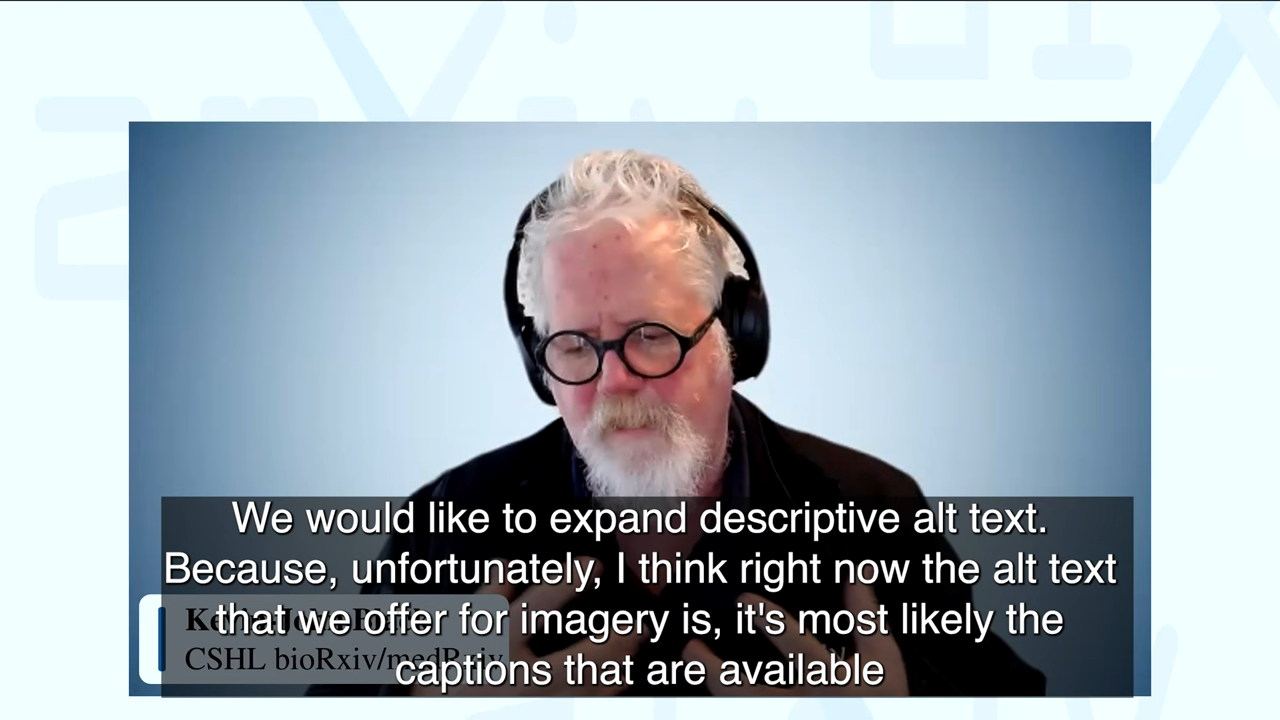 We would like to expand descriptive alt text.
Because, unfortunately, I think right now the alt text
that we offer for imagery is, it's most likely the
captions that are available
CSHL bioRxiv/medRxiv